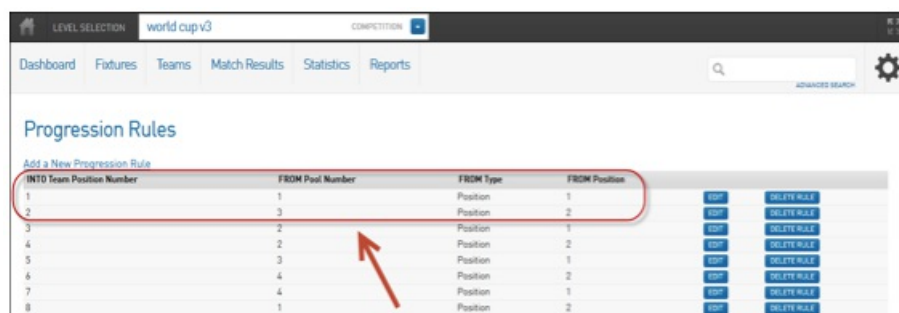 LEVEL SELECTION world cup v3 COMPETITION
Dashboard Fixtures Teams Match Results Statistics Reports
ADVANCED SEARCH
Progression Rules
Add a New Progression Rule
INTO Team Position Number FROM Pool Number FROM Type FROM Position
1 1 Position 1 EDIT DELETE RULE
2 3 Position 2 EDIT DELETE RULE
3 2 Position 1 EDIT DELETE RULE
4 2 Position 2 EDIT DELETE RULE
5 3 Position 1 EDIT DELETE RULE
6 4 Position 2 EDIT DELETE RULE
7 4 Position 1 EDIT DELETE RULE
8 1 Position 2 EDIT DELETE RULE